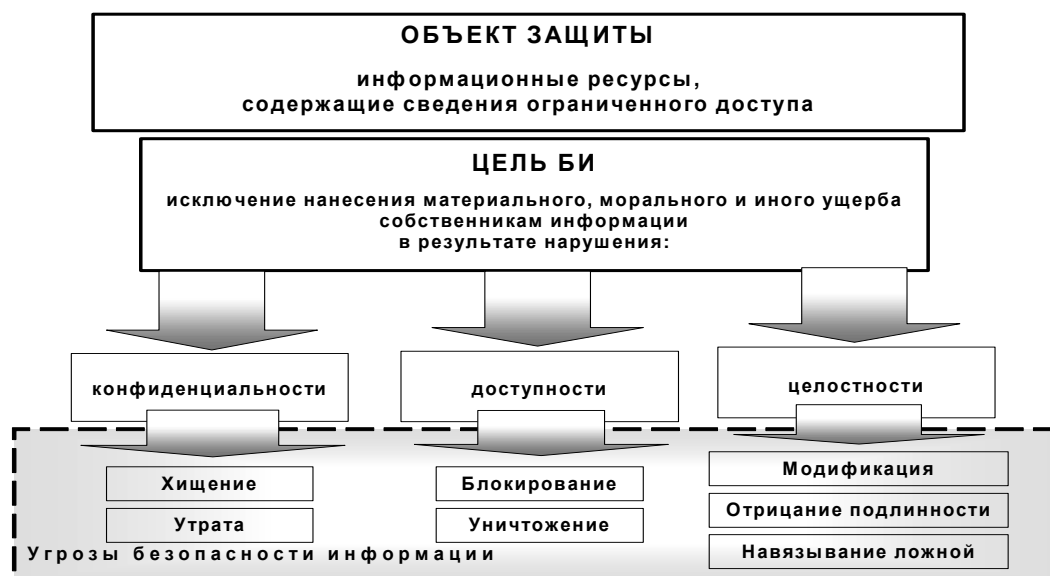 ОБЪЕКТ ЗАЩИТЫ
информационные ресурсы,
содержащие сведения ограниченного доступа
ЦЕЛЬ БИ
исключение нанесения материального, морального и иного ущерба
собственникам информации
в результате нарушения:
конфиденциальности
доступности
целостности
Хищение
Утрата
Блокирование
Уничтожение
Модификация
Отрицание подлинности
Навязывание ложной
Угрозы безопасности информации